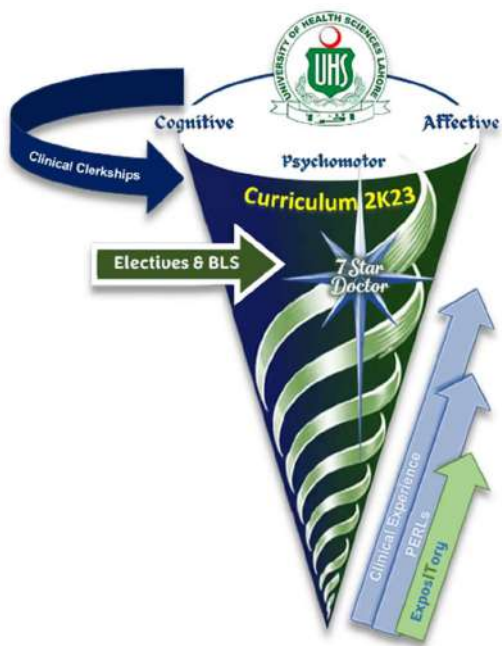 UNIVERSITY OF HEALTH SCIENCES LAHORE
UHS
Cognitive
Affective
Psychomotor
Clinical Clerkships
Curriculum 2K23
Electives & BLS
7 Star
Doctor
Clinical Experience
PERLs
ExposITory